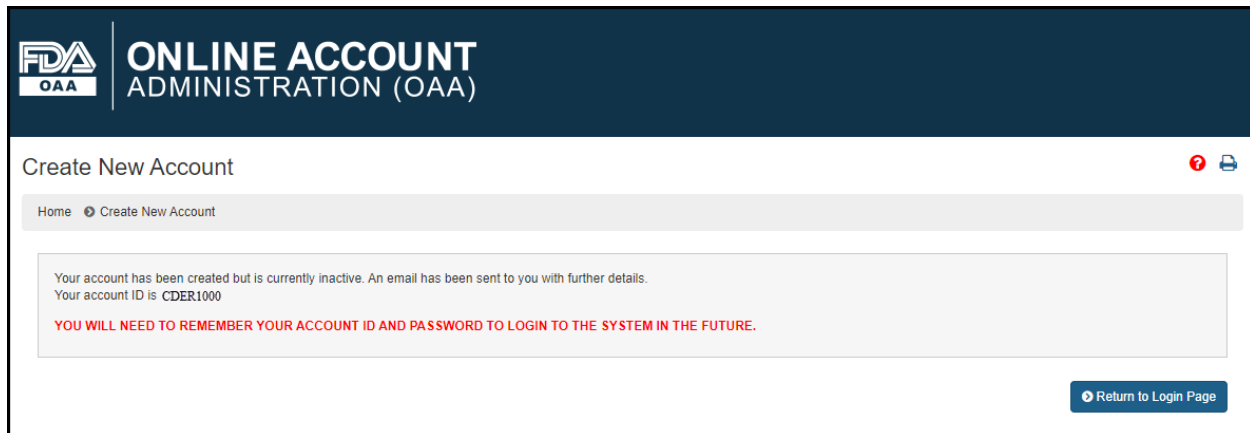 FDA
OAA
ONLINE ACCOUNT
ADMINISTRATION (OAA)
Create New Account
Home Create New Account
Your account has been created but is currently inactive. An email has been sent to you with further details.
Your account ID is CDER1000
YOU WILL NEED TO REMEMBER YOUR ACCOUNT ID AND PASSWORD TO LOGIN TO THE SYSTEM IN THE FUTURE.
Return to Login Page